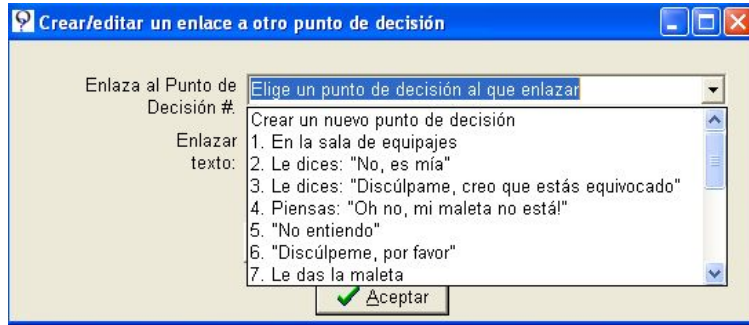 Crear/editar un enlace a otro punto de decisión
Enlaza al Punto de
Decisión #.
Elige un punto de decisión al que enlazar
Enlazar
texto:
Crear un nuevo punto de decisión
1. En la sala de equipajes
2. Le dices: "No, es mía"
3. Le dices: "Discúlpame, creo que estás equivocado"
4. Piensas: "Oh no, mi maleta no está!"
5. "No entiendo"
6. "Discúlpeme, por favor"
7. Le das la maleta
Aceptar